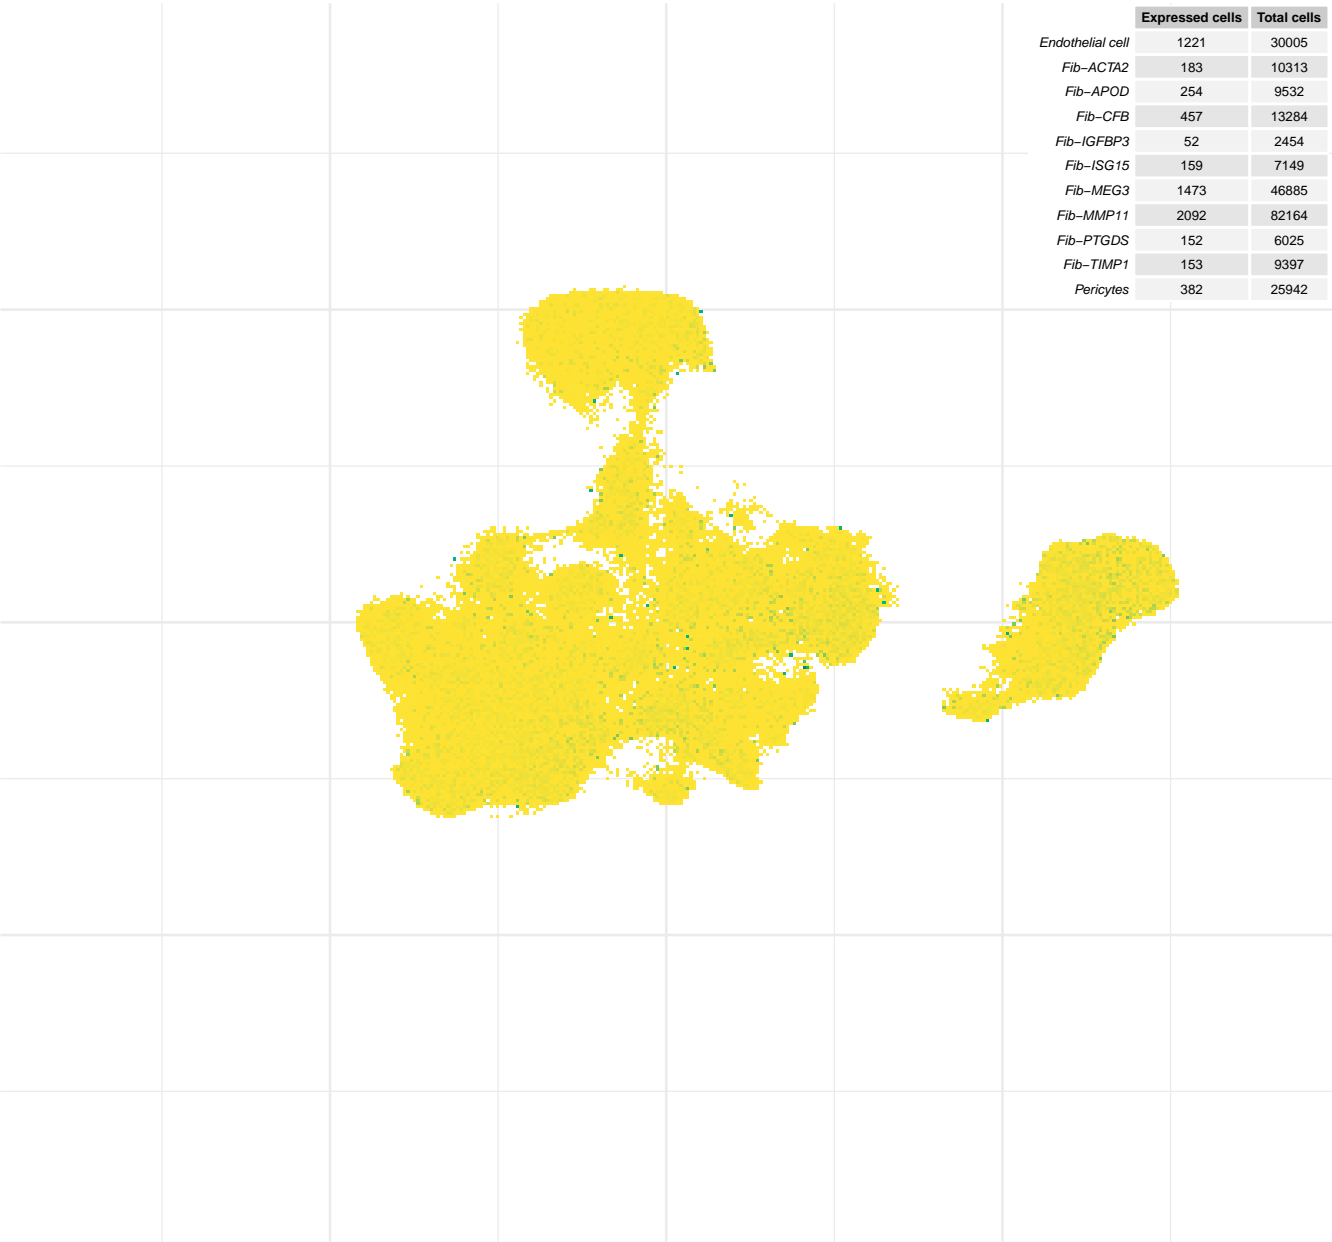 Expressed cells Total cells
Endothelial cell 1221 30005
Fib−ACTA2 183 10313
Fib−APOD 254 9532
Fib−CFB 457 13284
Fib−IGFBP3 52 2454
Fib−ISG15 159 7149
Fib−MEG3 1473 46885
Fib−MMP11 2092 82164
Fib−PTGDS 152 6025
Fib−TIMP1 153 9397
Pericytes 382 25942